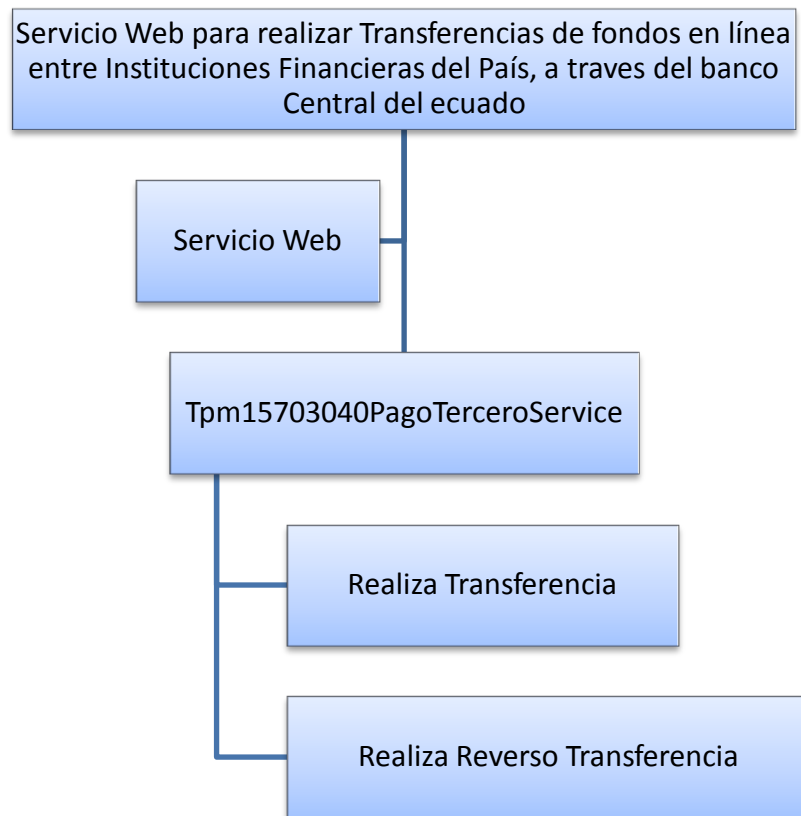 Servicio Web para realizar Transferencias de fondos en línea
entre Instituciones Financieras del País, a traves del banco
Central del ecuado
Servicio Web
Tpm15703040PagoTerceroService
Realiza Transferencia
Realiza Reverso Transferencia